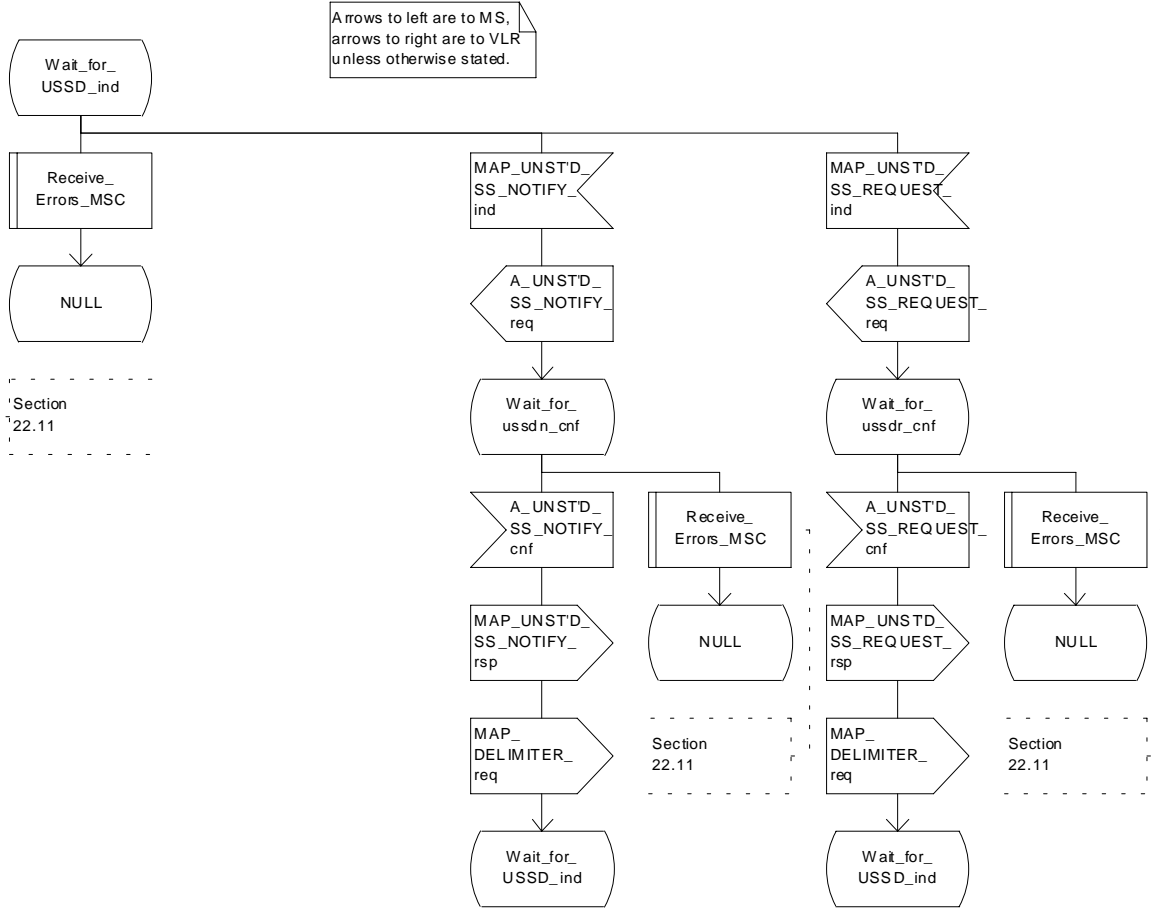 Arrows to left are to MS,
arrows to right are to VLR
unless otherwise stated.
Wait_for_
USSD_ind
Receive_
Errors_MSC
NULL
Section
22.11
MAP_UNST'D_
SS_NOTIFY_
ind
A_UNST'D_
SS_NOTIFY_
req
Wait_for_
ussdn_cnf
A_UNST'D_
SS_NOTIFY_
cnf
MAP_UNST'D_
SS_NOTIFY_
rsp
MAP_
DELIMITER_
req
Wait_for_
USSD_ind
Receive_
Errors_MSC
NULL
Section
22.11
MAP_UNST'D_
SS_REQUEST_
ind
A_UNST'D_
SS_REQUEST_
req
Wait_for_
ussdr_cnf
A_UNST'D_
SS_REQUEST_
cnf
MAP_UNST'D_
SS_REQUEST_
rsp
MAP_
DELIMITER_
req
Wait_for_
USSD_ind
Receive_
Errors_MSC
NULL
Section
22.11